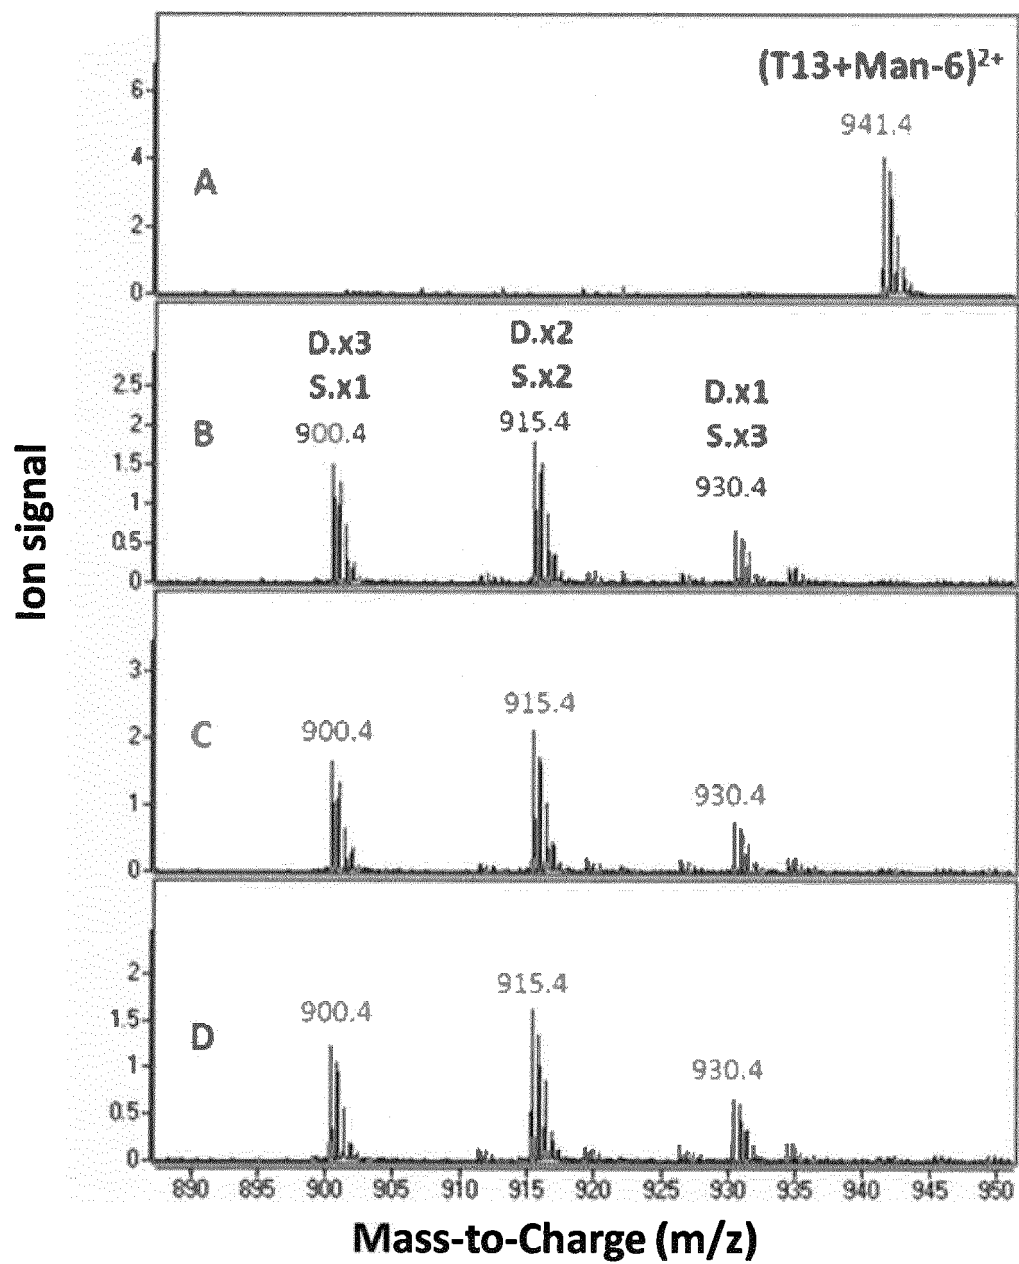 (T13+Man-6)2+
941.4
6
4
2
0
A
D.x3
S.x1
900.4
D.x2
S.x2
915.4
D.x1
S.x3
930.4
2.5
2
1.5
1
0.5
0
B
3
2
1
0
C
900.4
915.4
930.4
2
1.5
1
0.5
0
D
900.4
915.4
930.4
890 895 900 905 910 915 920 925 930 935 940 945 950
Mass-to-Charge (m/z)
Ion signal